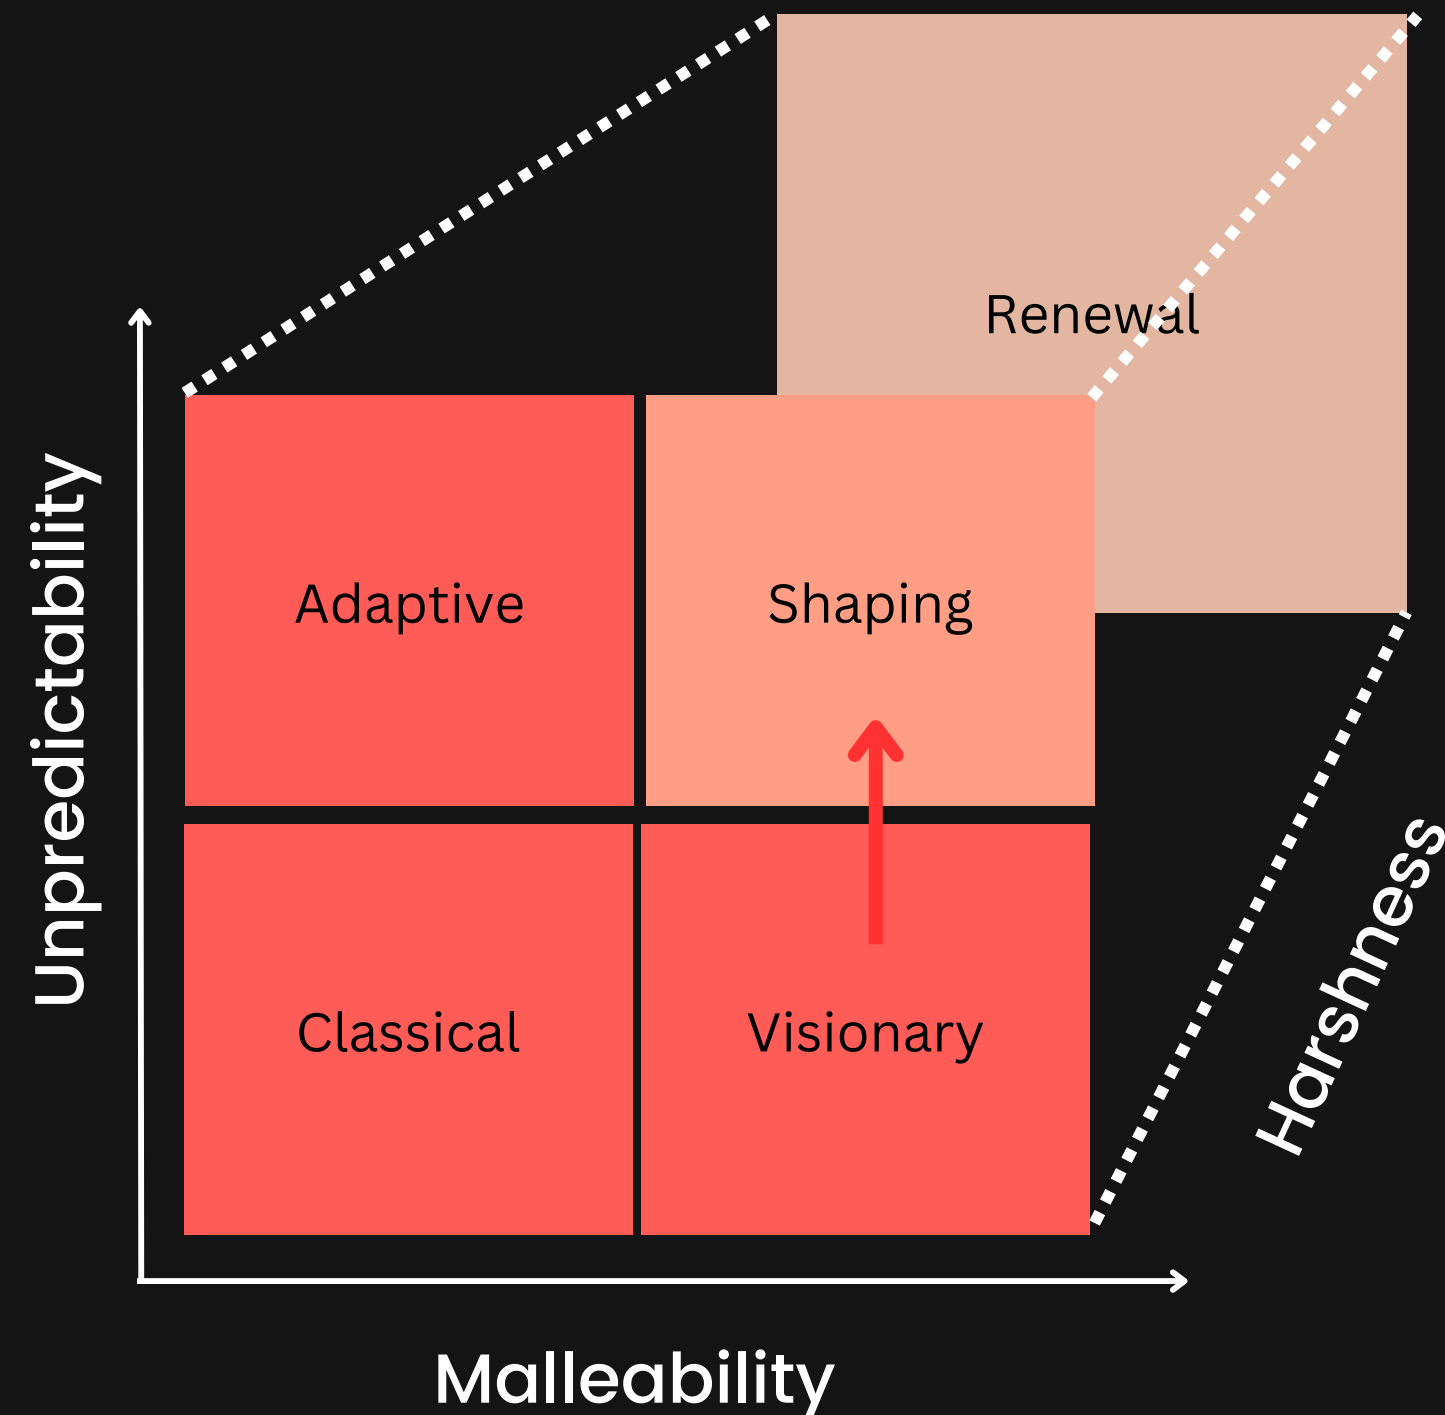 Renewal
Unpredictability
Adaptive
Shaping
Classical
Visionary
Harshness
Malleability